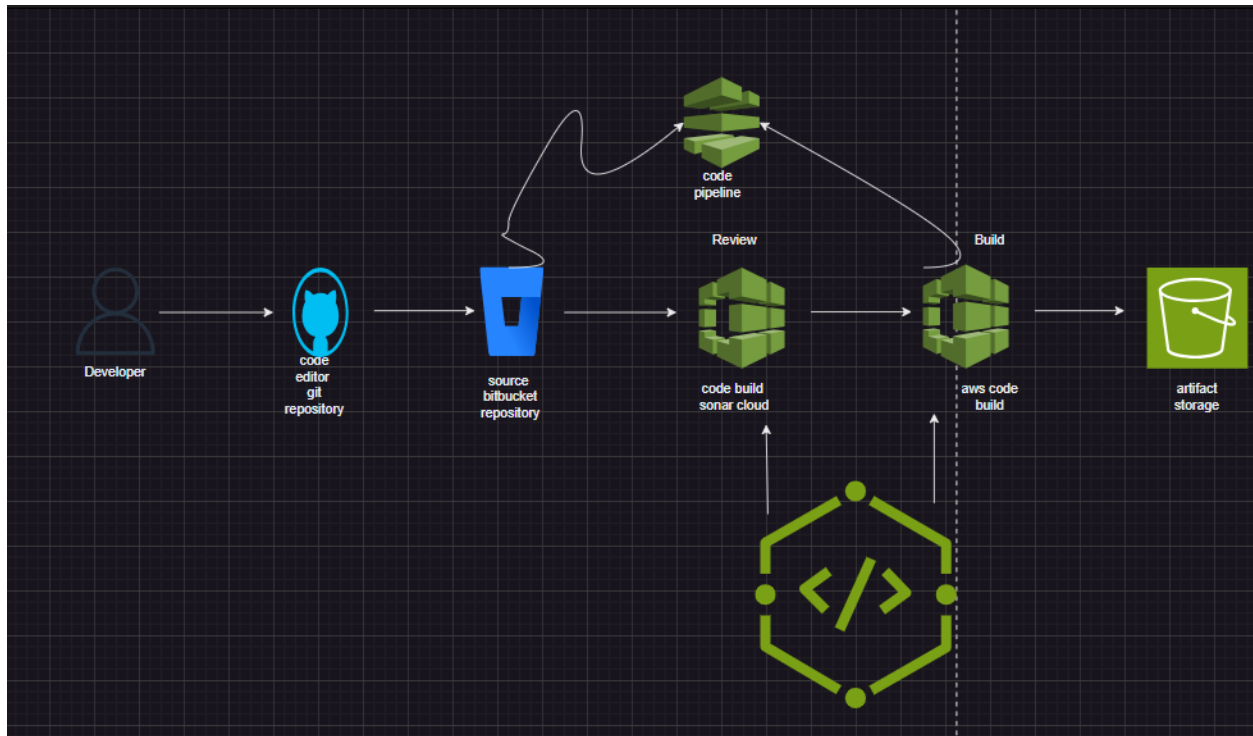 code
pipeline
Review
Build
Developer
code
editor
git
repository
source
bitbucket
repository
code build
sonar cloud
aws code
build
artifact
storage